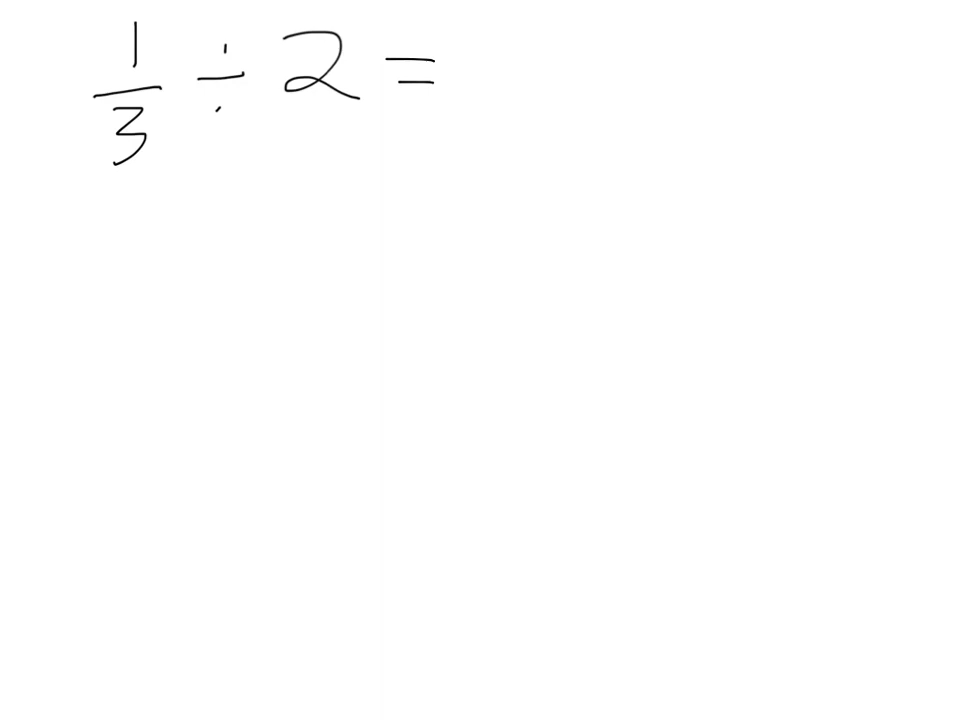 1/3 ÷ 2 =